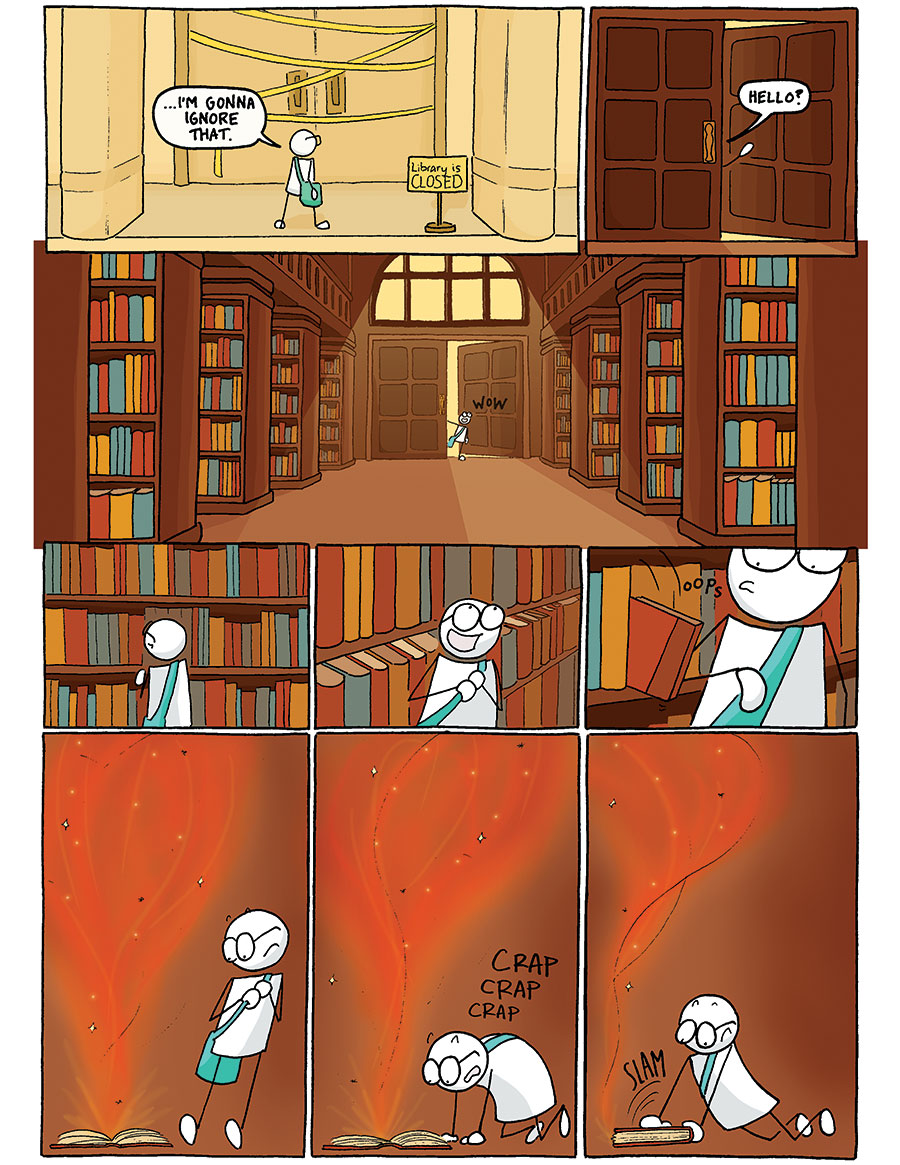 ...I'M GONNA
IGNORE
THAT.
Library is
CLOSED
HELLO?
WOW
OOPS
CRAP
CRAP
CRAP
SLAM